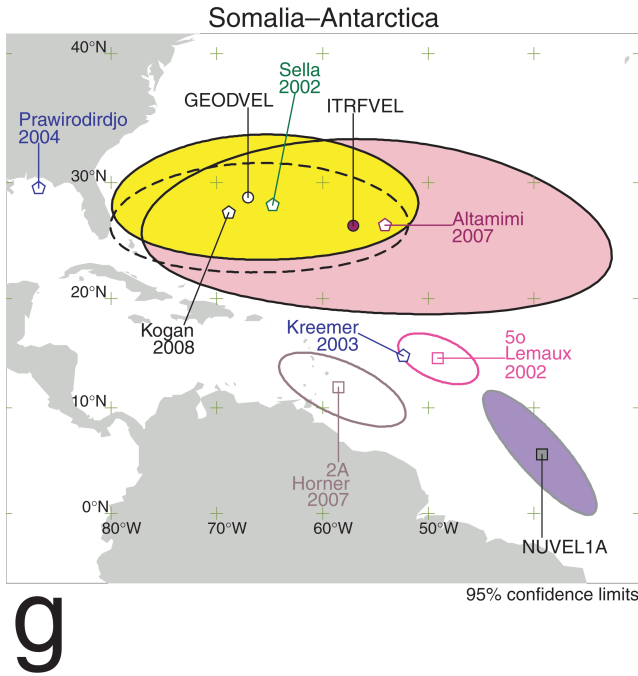 Somalia–Antarctica
40°N
Sella
2002
GEODVEL
ITRFVEL
Prawirodirdjo
2004
30°N
Altamimi
2007
20°N
Kogan
2008
Kreemer
2003
5o
Lemaux
2002
10°N
2A
Horner
2007
0°N
80°W
70°W
60°W
50°W
NUVEL1A
95% confidence limits
g